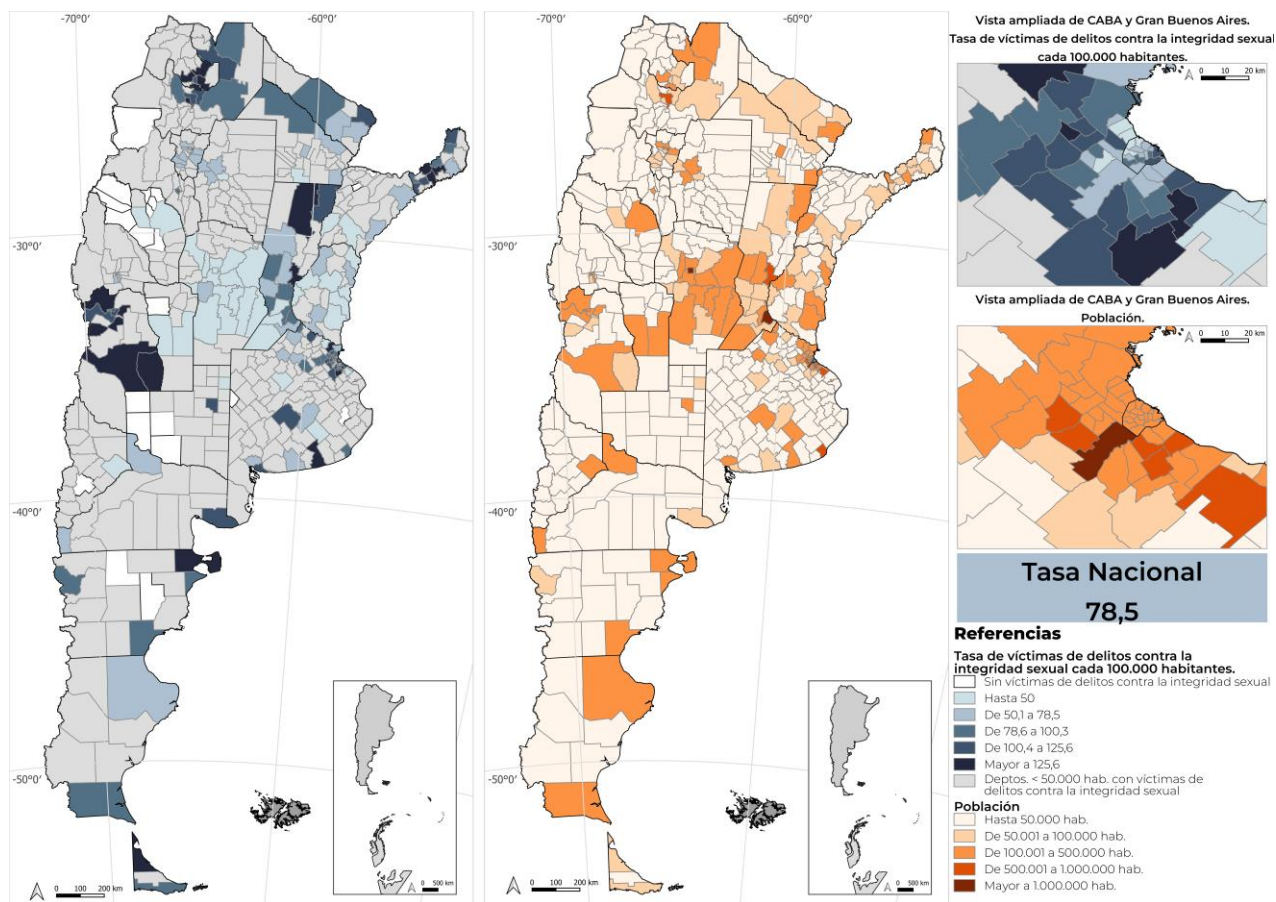 -70°0'
-60°0'
-30°0'
-40°0'
-50°0'
0 100 200 km
0 500 km
-70°0'
-60°0'
-30°0'
-40°0'
-50°0'
0 100 200 km
0 500 km
Vista ampliada de CABA y Gran Buenos Aires.
Tasa de víctimas de delitos contra la integridad sexual
cada 100.000 habitantes.
0 10 20 km
Vista ampliada de CABA y Gran Buenos Aires.
Población.
0 10 20 km
Tasa Nacional
78,5
Referencias
Tasa de víctimas de delitos contra la
integridad sexual cada 100.000 habitantes.
Sin víctimas de delitos contra la integridad sexual
Hasta 50
De 50,1 a 78,5
De 78,6 a 100,3
De 100,4 a 125,6
Mayor a 125,6
Deptos. < 50.000 hab. con víctimas de
delitos contra la integridad sexual
Población
Hasta 50.000 hab.
De 50.001 a 100.000 hab.
De 100.001 a 500.000 hab.
De 500.001 a 1.000.000 hab.
Mayor a 1.000.000 hab.